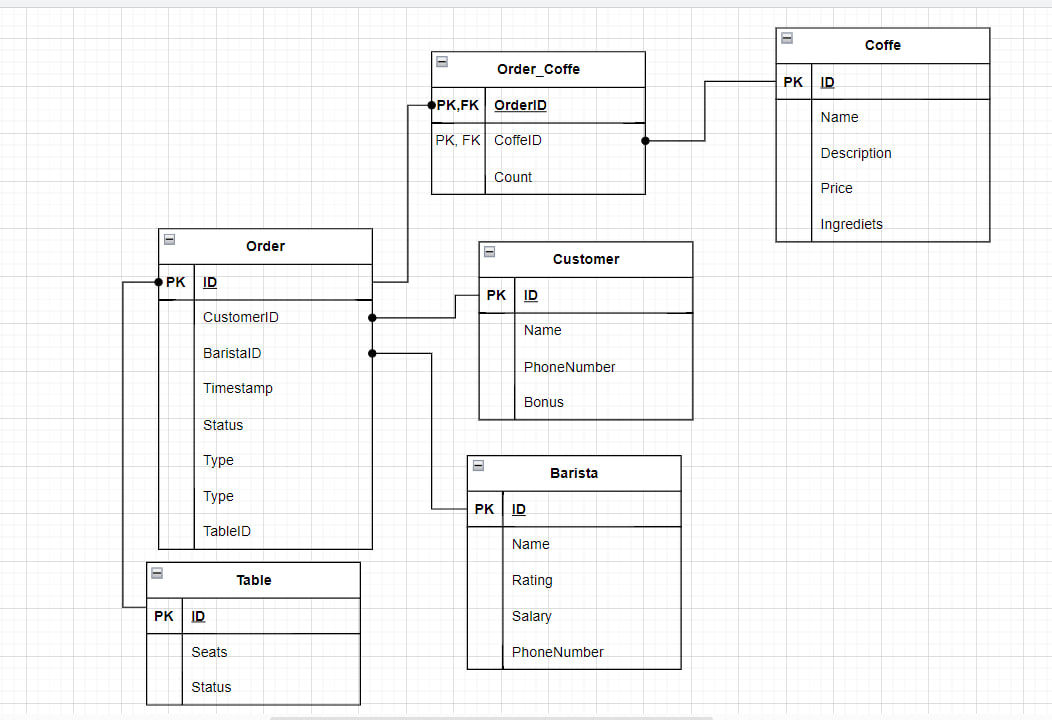 Order_Coffe
PK,FK OrderID
PK, FK CoffeID
Count
Coffe
PK ID
Name
Description
Price
Ingrediets
Order
PK ID
CustomerID
BaristaID
Timestamp
Status
Type
Type
TableID
Customer
PK ID
Name
PhoneNumber
Bonus
Barista
PK ID
Name
Rating
Salary
PhoneNumber
Table
PK ID
Seats
Status